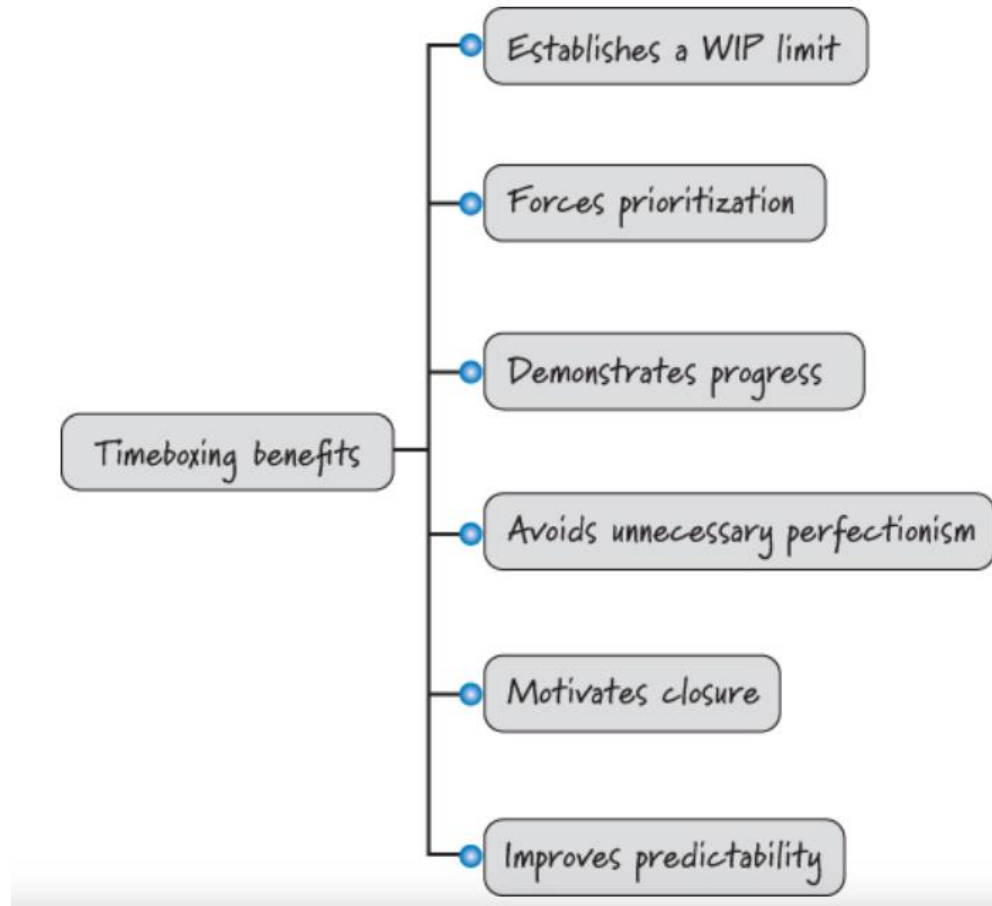 Timeboxing benefits
Establishes a WIP limit
Forces prioritization
Demonstrates progress
Avoids unnecessary perfectionism
Motivates closure
Improves predictability